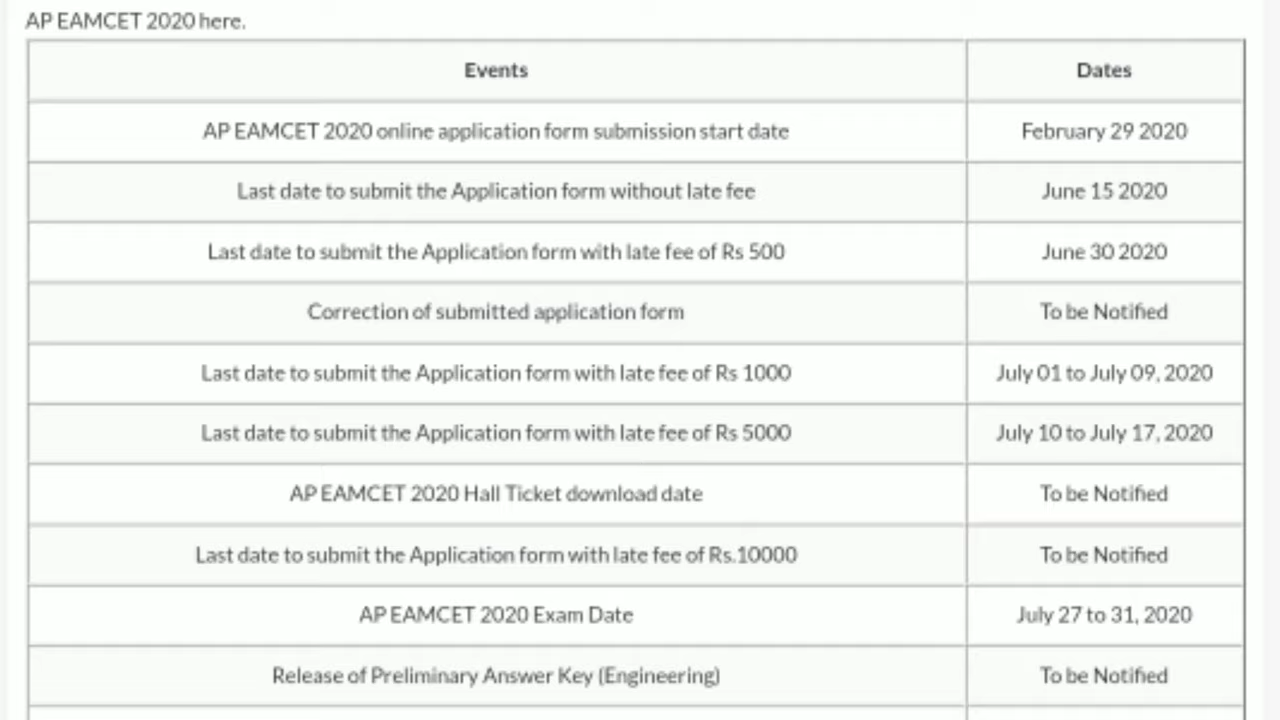 AP EAMCET 2020 here.
Events Dates
AP EAMCET 2020 online application form submission start date February 29 2020
Last date to submit the Application form without late fee June 15 2020
Last date to submit the Application form with late fee of Rs 500 June 30 2020
Correction of submitted application form To be Notified
Last date to submit the Application form with late fee of Rs 1000 July 01 to July 09, 2020
Last date to submit the Application form with late fee of Rs 5000 July 10 to July 17, 2020
AP EAMCET 2020 Hall Ticket download date To be Notified
Last date to submit the Application form with late fee of Rs.10000 To be Notified
AP EAMCET 2020 Exam Date July 27 to 31, 2020
Release of Preliminary Answer Key (Engineering) To be Notified